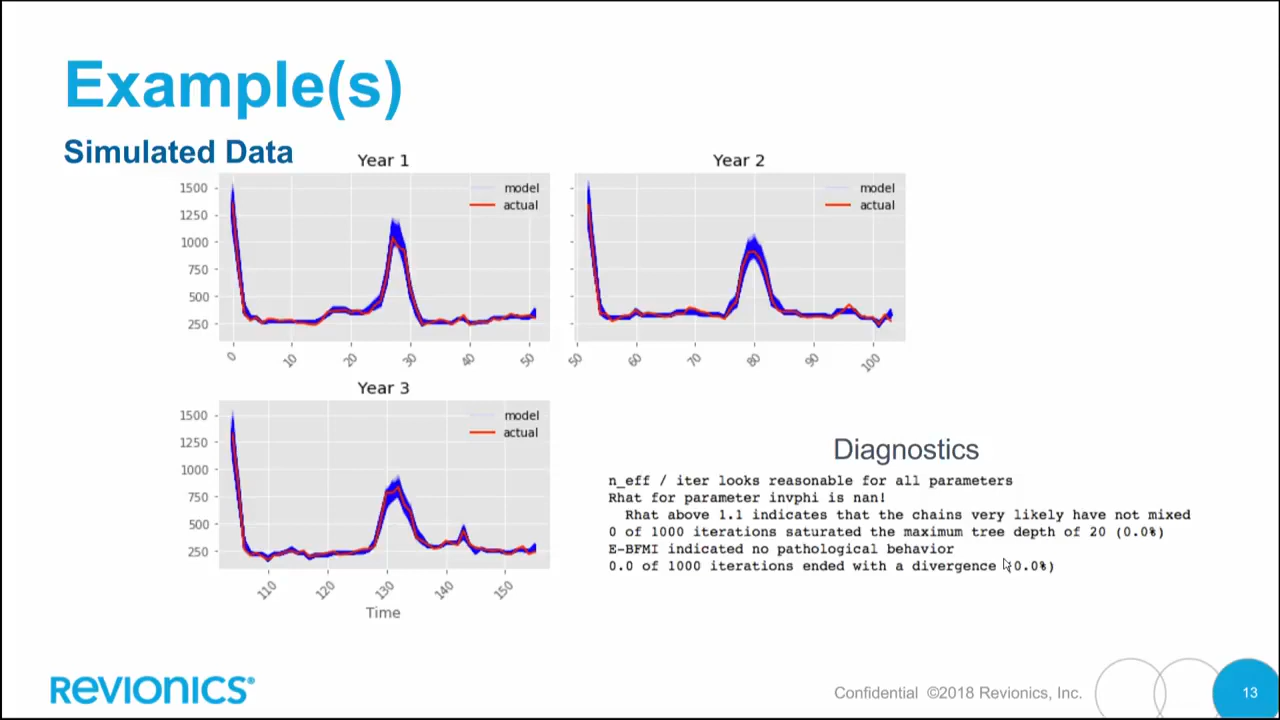 Example(s)
Simulated Data
Year 1
model
actual
1500
1250
1000
750
500
250
0
10
20
30
40
50
Year 2
model
actual
50
60
70
80
90
100
Year 3
model
actual
1500
1250
1000
750
500
250
110
120
130
140
150
Time
Diagnostics
n_eff / iter looks reasonable for all parameters
Rhat for parameter invphi is nan!
Rhat above 1.1 indicates that the chains very likely have not mixed
0 of 1000 iterations saturated the maximum tree depth of 20 (0.0%)
E-BFMI indicated no pathological behavior
0.0 of 1000 iterations ended with a divergence (0.0%)
REVIONICS®
Confidential ©2018 Revionics, Inc.
13